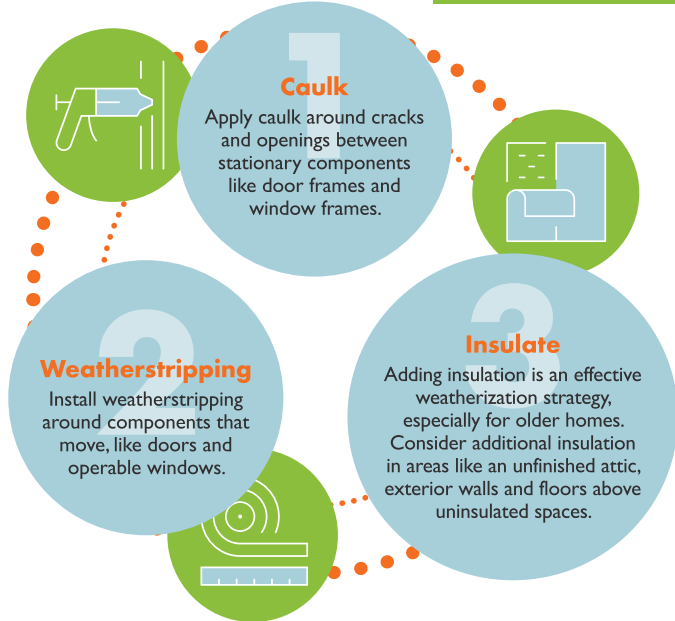 1
Caulk
Apply caulk around cracks
and openings between
stationary components
like door frames and
window frames.
2
Weatherstripping
Install weatherstripping
around components that
move, like doors and
operable windows.
3
Insulate
Adding insulation is an effective
weatherization strategy,
especially for older homes.
Consider additional insulation
in areas like an unfinished attic,
exterior walls and floors above
uninsulated spaces.